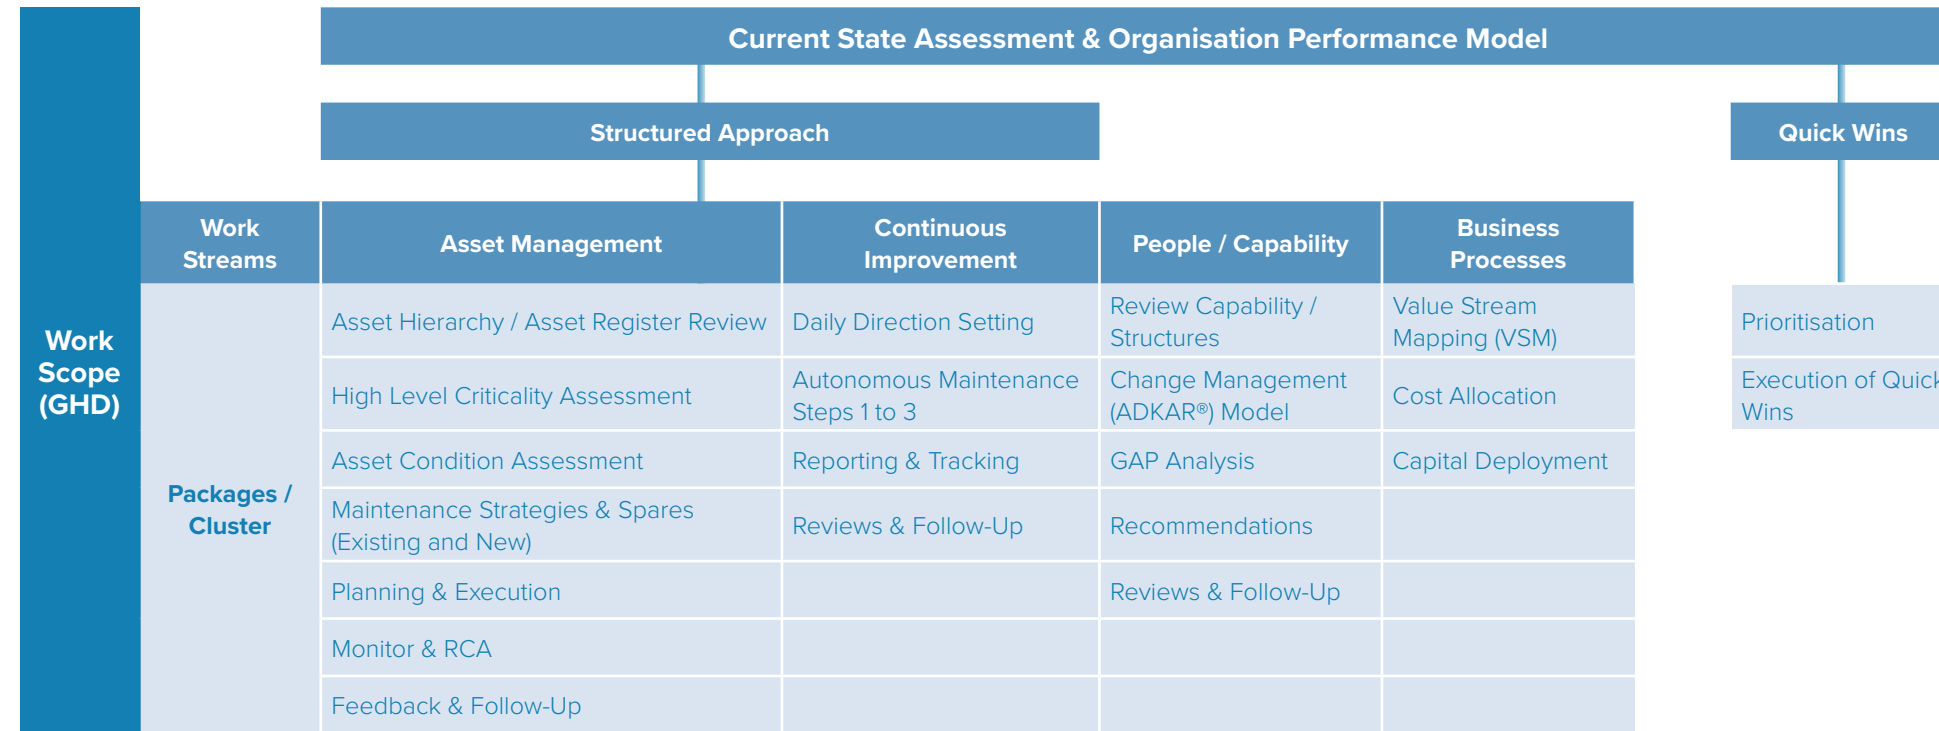 Current State Assessment & Organisation Performance Model
Structured Approach
Quick Wins
Work
Scope
(GHD)
Work
Streams
Asset Management
Continuous
Improvement
People / Capability
Business
Processes
Packages /
Cluster
Asset Hierarchy / Asset Register Review
Daily Direction Setting
Review Capability /
Structures
Value Stream
Mapping (VSM)
Prioritisation
High Level Criticality Assessment
Autonomous Maintenance
Steps 1 to 3
Change Management
(ADKAR®) Model
Cost Allocation
Execution of Quick
Wins
Asset Condition Assessment
Reporting & Tracking
GAP Analysis
Capital Deployment
Maintenance Strategies & Spares
(Existing and New)
Reviews & Follow-Up
Recommendations
Planning & Execution
Reviews & Follow-Up
Monitor & RCA
Feedback & Follow-Up